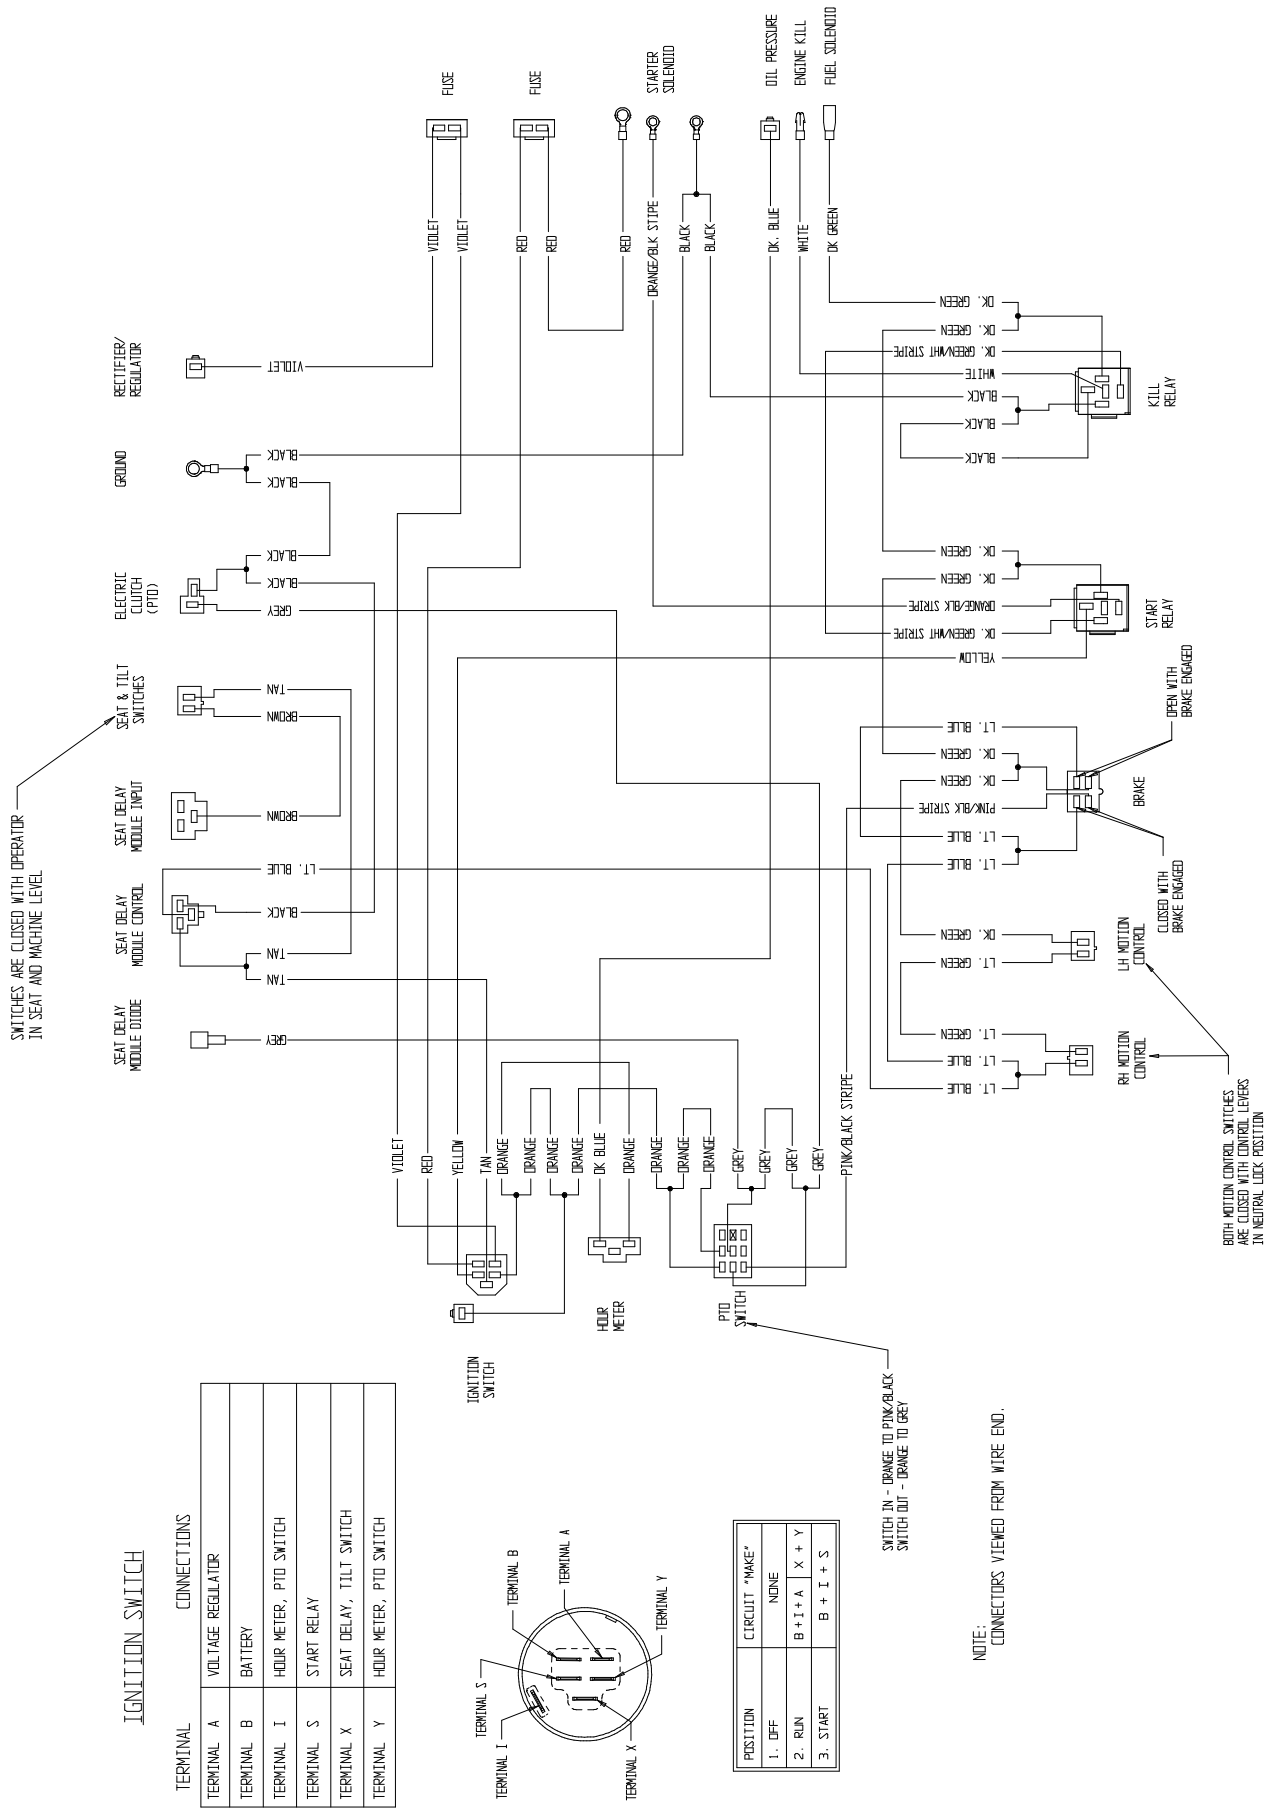 IGNITION SWITCH
TERMINAL CONNECTIONS
TERMINAL A VOLTAGE REGULATOR
TERMINAL B BATTERY
TERMINAL I HOUR METER, PTO SWITCH
TERMINAL S START RELAY
TERMINAL X SEAT DELAY, TILT SWITCH
TERMINAL Y HOUR METER, PTO SWITCH
TERMINAL I
TERMINAL S
TERMINAL B
TERMINAL A
TERMINAL X
TERMINAL Y
POSITION CIRCUIT "MAKE"
1. OFF NONE
2. RUN B+I+A X + Y
3. START B + I + S
NOTE:
CONNECTORS VIEWED FROM WIRE END.
SWITCHES ARE CLOSED WITH OPERATOR
IN SEAT AND MACHINE LEVEL
SEAT DELAY
MODULE DIODE
SEAT DELAY
MODULE CONTROL
SEAT DELAY
MODULE INPUT
SEAT & TILT
SWITCHES
ELECTRIC
CLUTCH
(PTO)
GROUND
RECTIFIER/
REGULATOR
GREY
TAN
TAN
BLACK
LT. BLUE
BROWN
BROWN
TAN
GREY
BLACK
BLACK
BLACK
BLACK
VIOLET
VIOLET
VIOLET
RED
RED
RED
ORANGE/BLK STIPE
BLACK
BLACK
DK. BLUE
WHITE
DK GREEN
FUSE
FUSE
STARTER
SOLENOID
OIL PRESSURE
ENGINE KILL
FUEL SOLENOID
IGNITION
SWITCH
HOUR
METER
PTO
SWITCH
SWITCH IN - ORANGE TO PINK/BLACK
SWITCH OUT - ORANGE TO GREY
VIOLET
RED
YELLOW
TAN
ORANGE
ORANGE
ORANGE
ORANGE
DK BLUE
ORANGE
ORANGE
ORANGE
ORANGE
GREY
GREY
GREY
GREY
PINK/BLACK STRIPE
LT. BLUE
LT. BLUE
LT. GREEN
LT. GREEN
DK. GREEN
LT. BLUE
LT. BLUE
PINK/BLK STRIPE
DK. GREEN
DK. GREEN
LT. BLUE
YELLOW
DK. GREEN/WHT STRIPE
ORANGE/BLK STRIPE
DK. GREEN
DK. GREEN
BLACK
BLACK
BLACK
WHITE
DK. GREEN/WHT STRIPE
DK. GREEN
DK. GREEN
RH MOTION
CONTROL
LH MOTION
CONTROL
BRAKE
CLOSED WITH
BRAKE ENGAGED
OPEN WITH
BRAKE ENGAGED
START
RELAY
KILL
RELAY
BOTH MOTION CONTROL SWITCHES
ARE CLOSED WITH CONTROL LEVERS
IN NEUTRAL LOCK POSITION